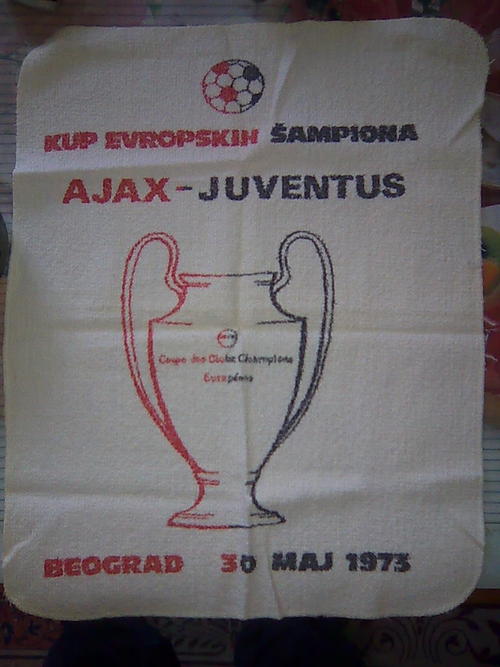 KUP EVROPSKIH ŠAMPIONA
AJAX-JUVENTUS
Coupe des Clubs Champions
Européens
BEOGRAD 30 MAJ 1973